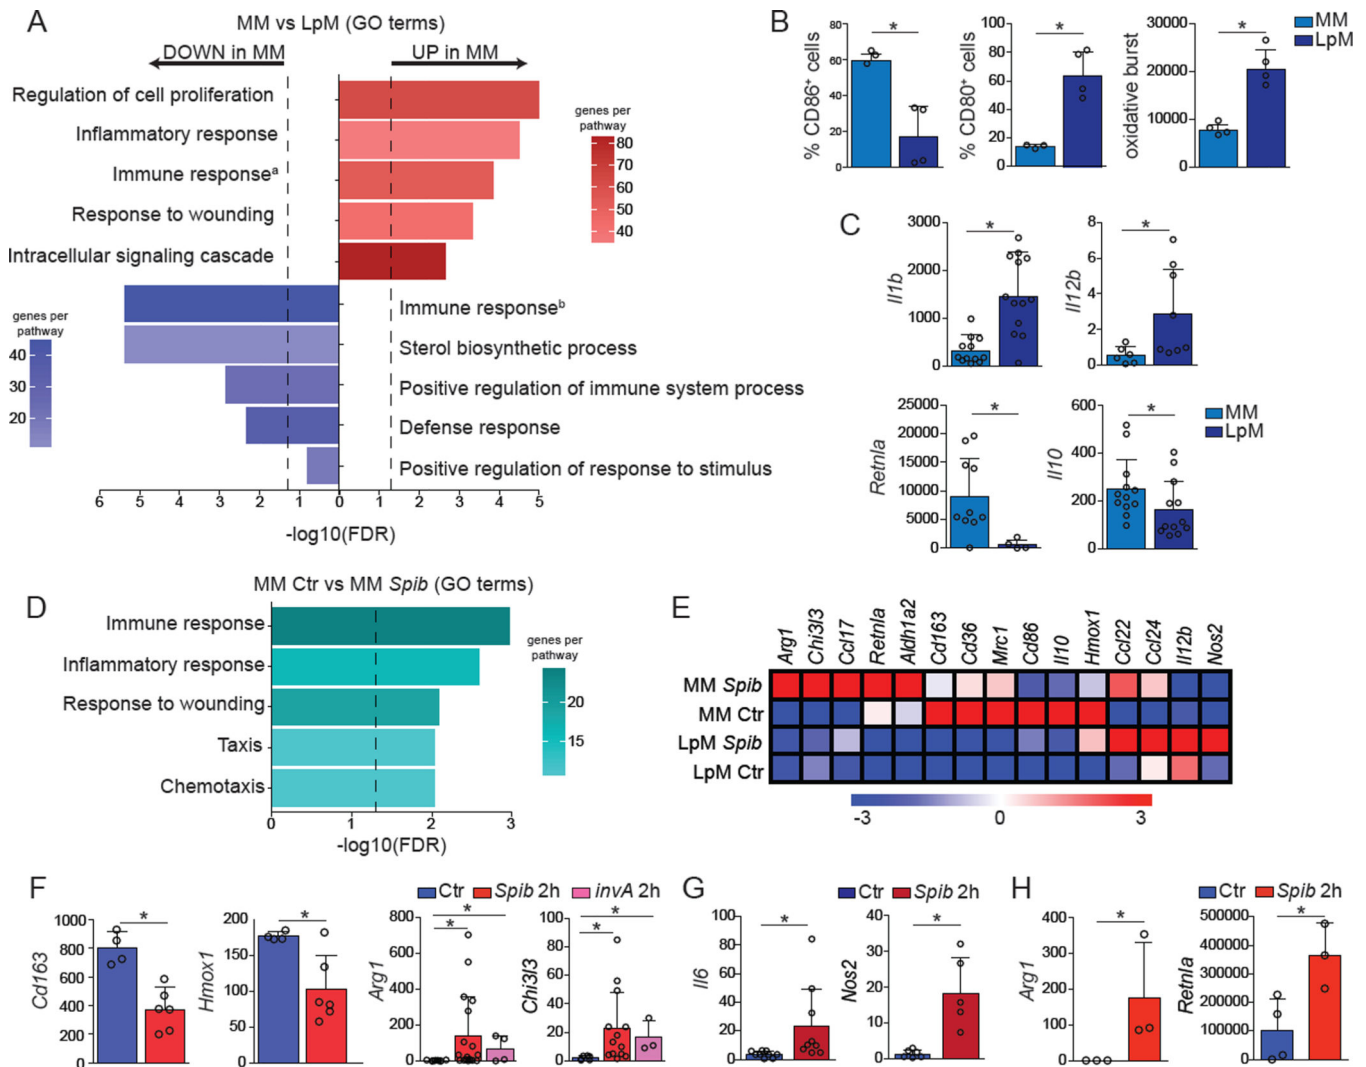 A
MM vs LpM (GO terms)
DOWN in MM
UP in MM
Regulation of cell proliferation
Inflammatory response
Immune responseᵃ
Response to wounding
Intracellular signaling cascade
genes per
pathway
80
70
60
50
40
genes per
pathway
40
30
20
Immune responseᵇ
Sterol biosynthetic process
Positive regulation of immune system process
Defense response
Positive regulation of response to stimulus
6 5 4 3 2 1 0 1 2 3 4 5
-log10(FDR)
B
% CD86⁺ cells
80
60
40
20
0
*
% CD80⁺ cells
100
80
60
40
20
0
*
oxidative burst
30000
20000
10000
0
*
MM
LpM
C
Il1b
3000
2000
1000
0
*
Il12b
8
6
4
2
0
*
Retnla
25000
20000
15000
10000
5000
0
*
Il10
600
400
200
0
*
MM
LpM
D
MM Ctr vs MM Spib (GO terms)
Immune response
Inflammatory response
Response to wounding
Taxis
Chemotaxis
0 1 2 3
-log10(FDR)
genes per
pathway
20
15
E
Arg1 Chi3l3 Ccl17 Retnla Aldh1a2 Cd163 Cd36 Mrc1 Cd86 Il10 Hmox1 Ccl22 Ccl24 Il12b Nos2
MM Spib
MM Ctr
LpM Spib
LpM Ctr
-3 0 3
F
Ctr Spib 2h invA 2h
Cd163
1000
800
600
400
200
0
*
Hmox1
200
150
100
50
0
*
Arg1
800
600
400
200
0
*
*
Chi3l3
100
80
60
40
20
0
*
*
G
Ctr Spib 2h
Il6
100
80
60
40
20
0
*
Nos2
40
30
20
10
0
*
H
Ctr Spib 2h
Arg1
400
300
200
100
0
*
Retnla
500000
400000
300000
200000
100000
0
*